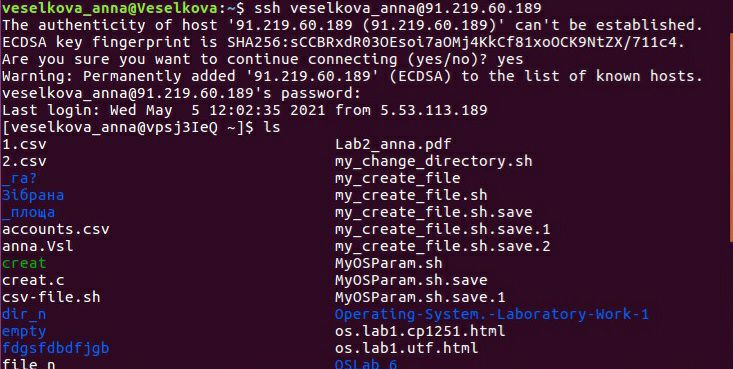 veselkova_anna@Veselkova:~$ ssh veselkova_anna@91.219.60.189
The authenticity of host '91.219.60.189 (91.219.60.189)' can't be established.
ECDSA key fingerprint is SHA256:sCCBRxdR03OEsoi7aOMj4KkCf81xoOCK9NtZX/711c4.
Are you sure you want to continue connecting (yes/no)? yes
Warning: Permanently added '91.219.60.189' (ECDSA) to the list of known hosts.
veselkova_anna@91.219.60.189's password:
Last login: Wed May  5 12:02:35 2021 from 5.53.113.189
[veselkova_anna@vpsj3IeQ ~]$ ls
1.csv Lab2_anna.pdf
2.csv my_change_directory.sh
_га? my_create_file
Зібрана my_create_file.sh
_площа my_create_file.sh.save
accounts.csv my_create_file.sh.save.1
anna.Vsl my_create_file.sh.save.2
creat MyOSParam.sh
creat.c MyOSParam.sh.save
csv-file.sh MyOSParam.sh.save.1
dir_n Operating-System.-Laboratory-Work-1
empty os.lab1.cp1251.html
fdgsfdbdfjgb os.lab1.utf.html
file_n OSLab_6